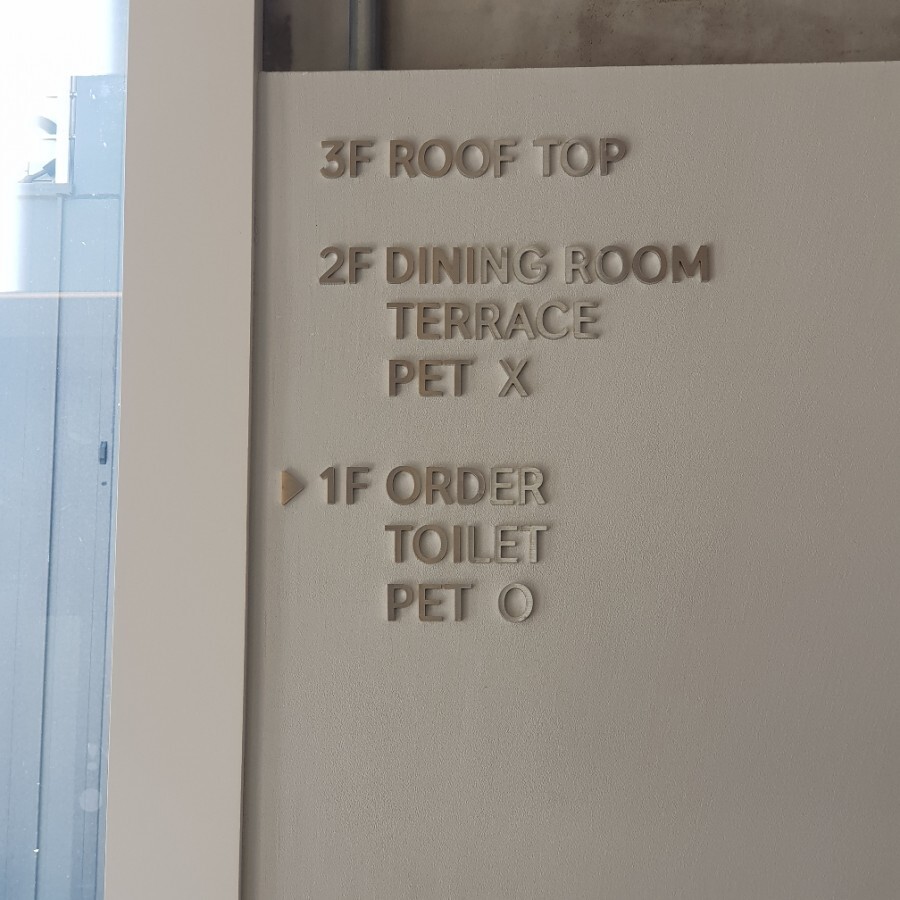 3F ROOF TOP
2F DINING ROOM
TERRACE
PET X
1F ORDER
TOILET
PET O